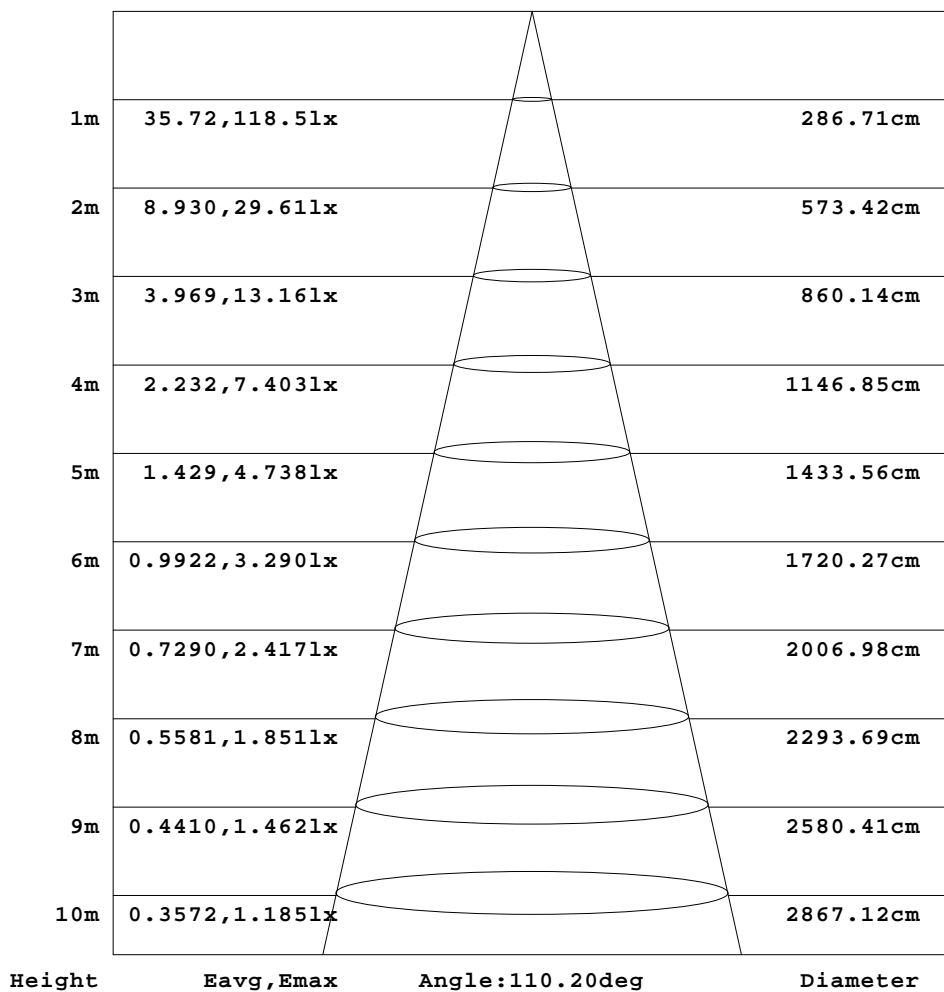 1m 35.72,118.5lx 286.71cm
2m 8.930,29.61lx 573.42cm
3m 3.969,13.16lx 860.14cm
4m 2.232,7.403lx 1146.85cm
5m 1.429,4.738lx 1433.56cm
6m 0.9922,3.290lx 1720.27cm
7m 0.7290,2.417lx 2006.98cm
8m 0.5581,1.851lx 2293.69cm
9m 0.4410,1.462lx 2580.41cm
10m 0.3572,1.185lx 2867.12cm
Height Eavg,Emax Angle:110.20deg Diameter